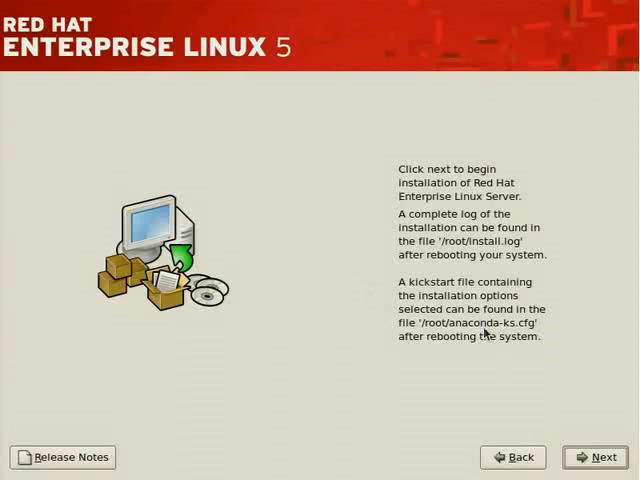 RED HAT
ENTERPRISE LINUX 5
Click next to begin
installation of Red Hat
Enterprise Linux Server.
A complete log of the
installation can be found in
the file '/root/install.log'
after rebooting your system.
A kickstart file containing
the installation options
selected can be found in the
file '/root/anaconda-ks.cfg'
after rebooting the system.
Release Notes
Back
Next